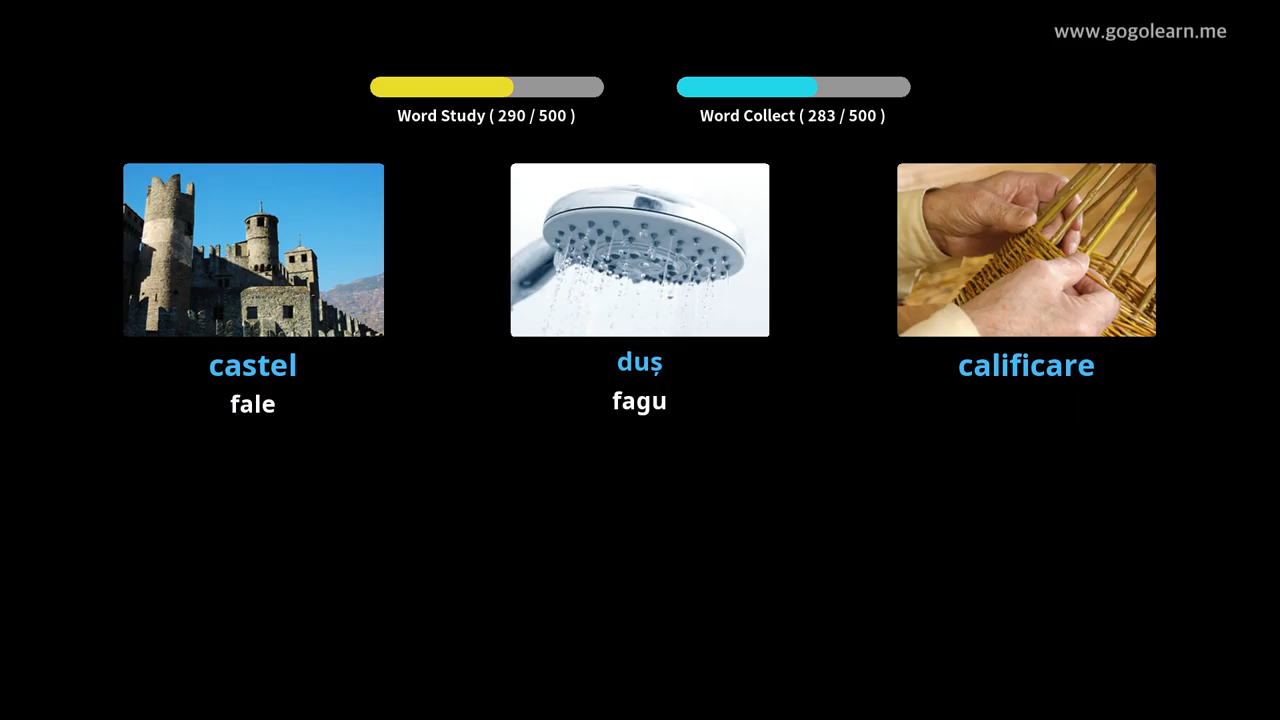 www.gogolearn.me
Word Study ( 290 / 500 )
Word Collect ( 283 / 500 )
castel
fale
duș
fagu
calificare